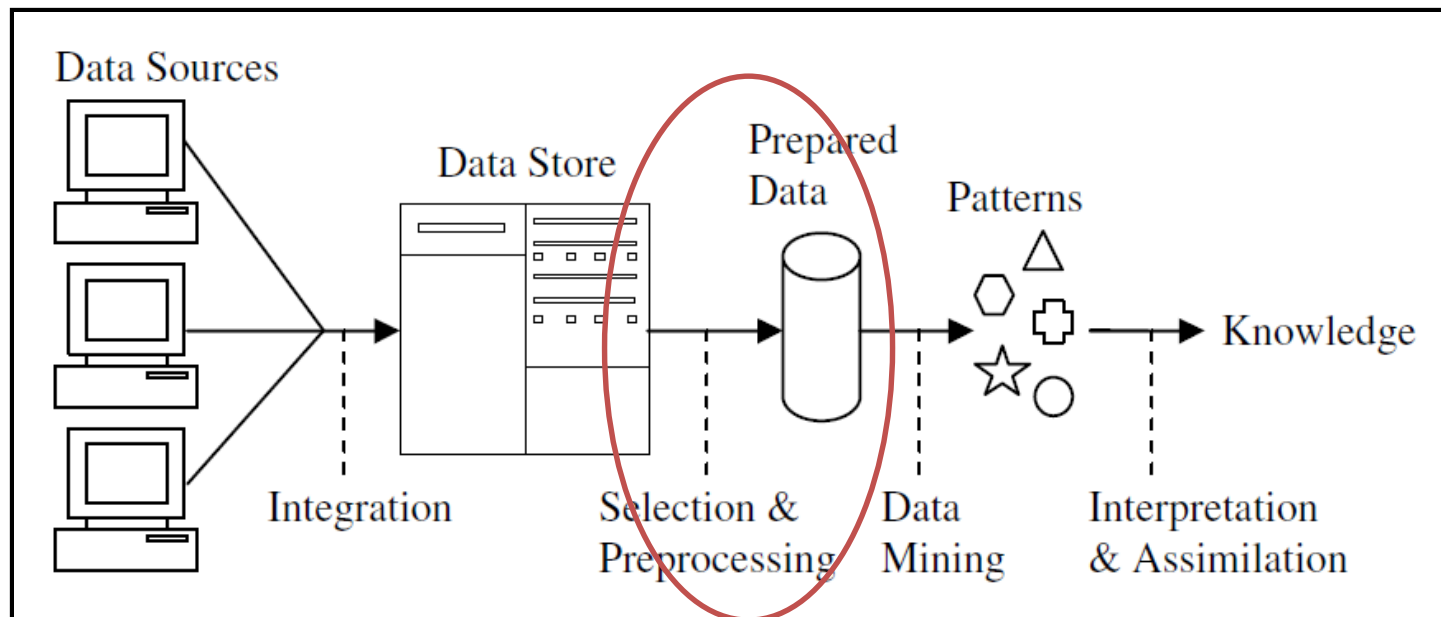 Data Sources
Data Store
Prepared
Data
Patterns
Knowledge
Integration
Selection &
Preprocessing
Data
Mining
Interpretation
& Assimilation